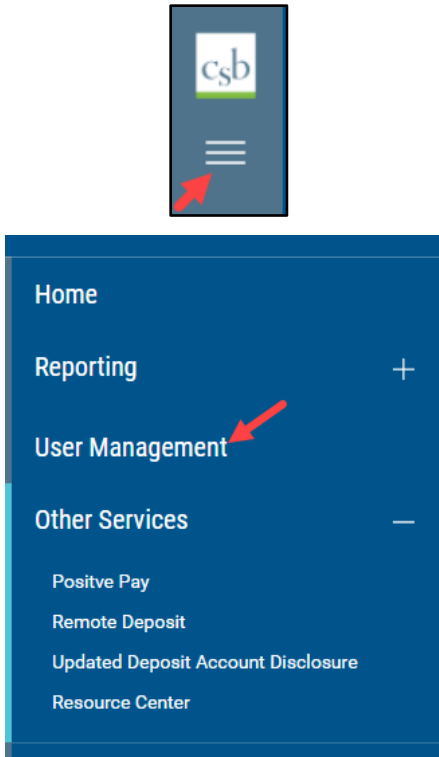 csb
Home
Reporting
User Management
Other Services
Positve Pay
Remote Deposit
Updated Deposit Account Disclosure
Resource Center